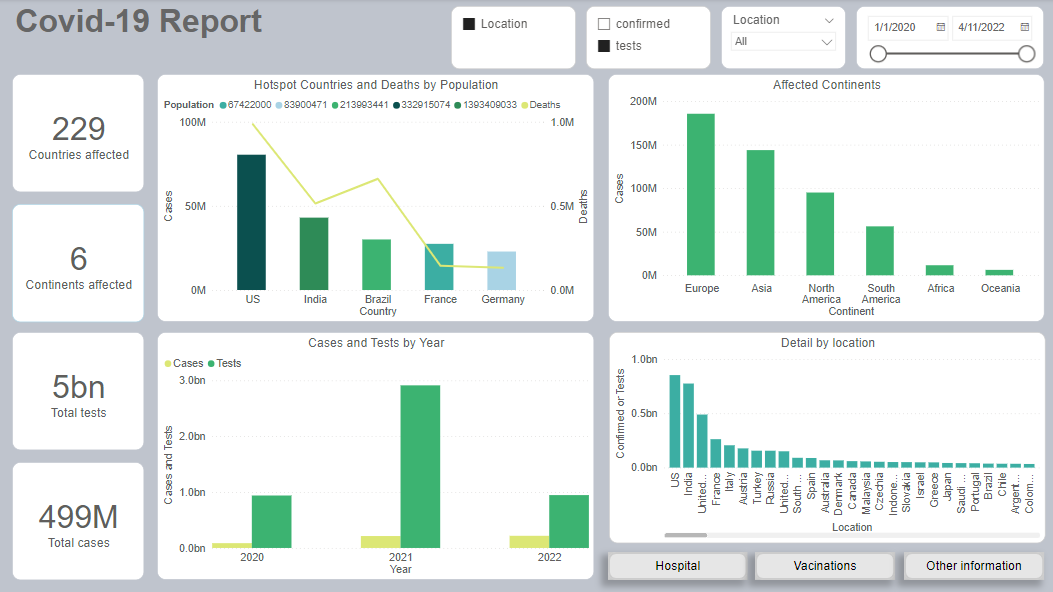 Covid-19 Report
Location
confirmed
tests
Location
All
1/1/2020
4/11/2022
229
Countries affected
6
Continents affected
5bn
Total tests
499M
Total cases
Hotspot Countries and Deaths by Population
Population 67422000 83900471 213993441 332915074 1393409033 Deaths
100M
50M
0M
Cases
1.0M
0.5M
0.0M
Deaths
US India Brazil France Germany
Country
Affected Continents
200M
150M
100M
50M
0M
Cases
Europe Asia North America South America Africa Oceania
Continent
Cases and Tests by Year
Cases Tests
3.0bn
2.0bn
1.0bn
0.0bn
Cases and Tests
2020 2021 2022
Year
Detail by location
1.0bn
0.5bn
0.0bn
Confirmed or Tests
US
India
United...
France
Italy
Austria
Turkey
Russia
United...
South ...
Spain
Australia
Denmark
Canada
Malaysia
Czechia
Indone...
Slovakia
Israel
Greece
Japan
Saudi ...
Portugal
Brazil
Chile
Argent...
Colom...
Location
Hospital
Vacinations
Other information